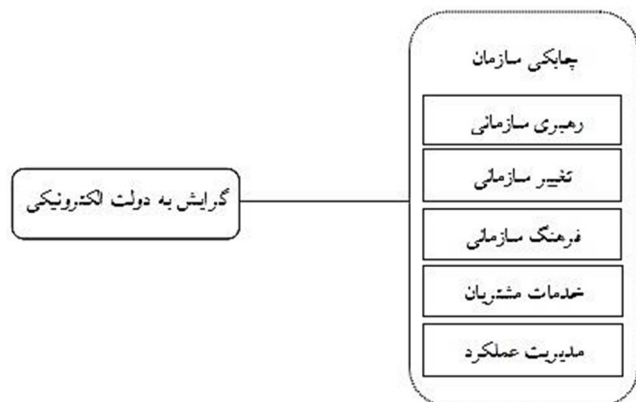 چابکی سازمان
رهبری سازمانی
تغییر سازمانی
فرهنگ سازمانی
خدمات مشتریان
مدیریت عملکرد
گرایش به دولت الکترونیکی